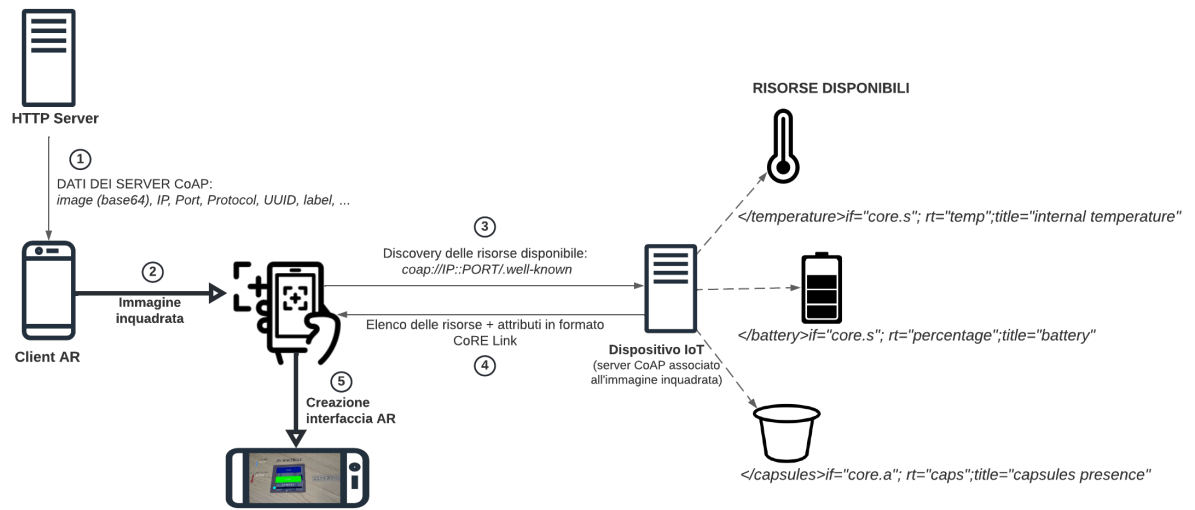 HTTP Server
1
DATI DEI SERVER CoAP:
image (base64), IP, Port, Protocol, UUID, label, ...
Client AR
2
Immagine
inquadrata
3
Discovery delle risorse disponibile:
coap://IP::PORT/.well-known
Elenco delle risorse + attributi in formato
CoRE Link
4
5
Creazione
interfaccia AR
Dispositivo IoT
(server CoAP associato
all'immagine inquadrata)
RISORSE DISPONIBILI
</temperature>if="core.s"; rt="temp";title="internal temperature"
</battery>if="core.s"; rt="percentage";title="battery"
</capsules>if="core.a"; rt="caps";title="capsules presence"